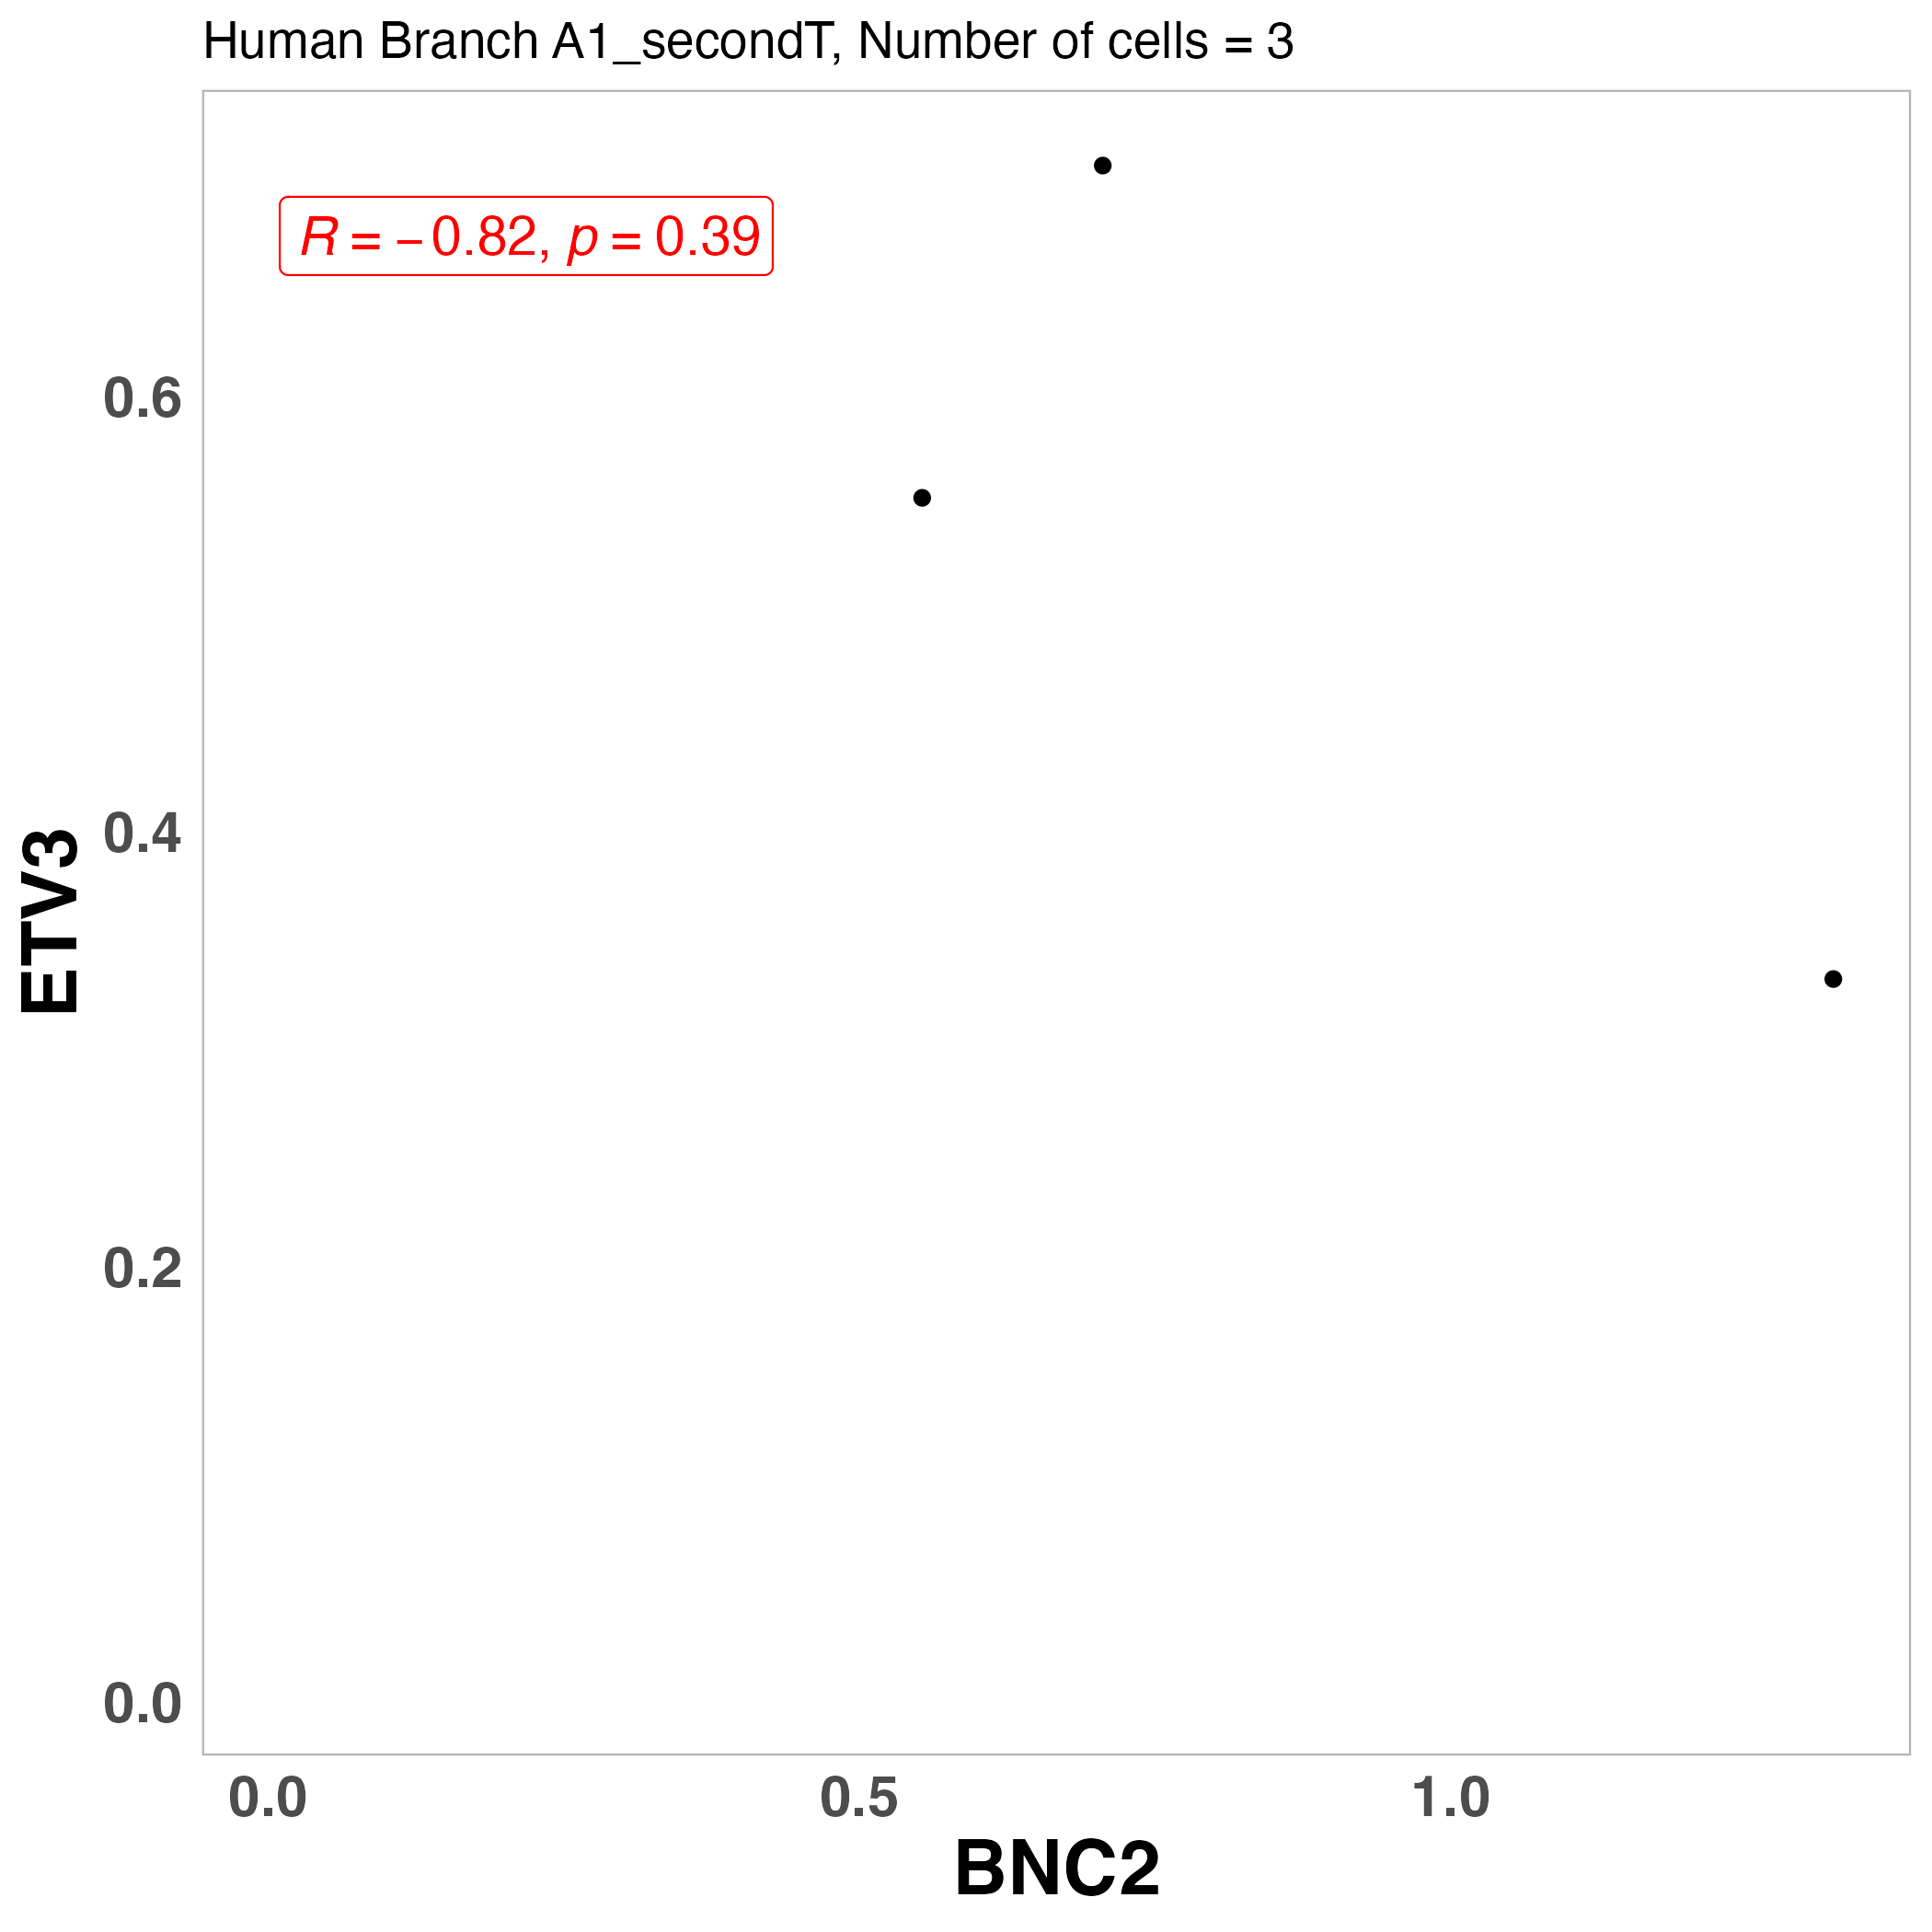 Human Branch A1_secondT, Number of cells = 3
R = −0.82, p = 0.39
0.6
0.4
0.2
0.0
ETV3
0.0 0.5 1.0
BNC2